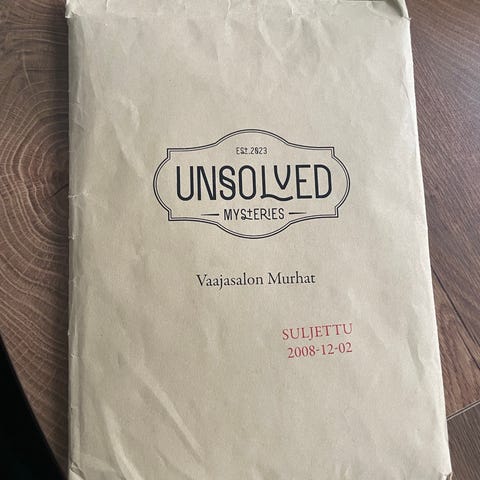 EST.2023
UNSOLVED
MYSTERIES
Vaajasalon Murhat
SULJETTU
2008-12-02